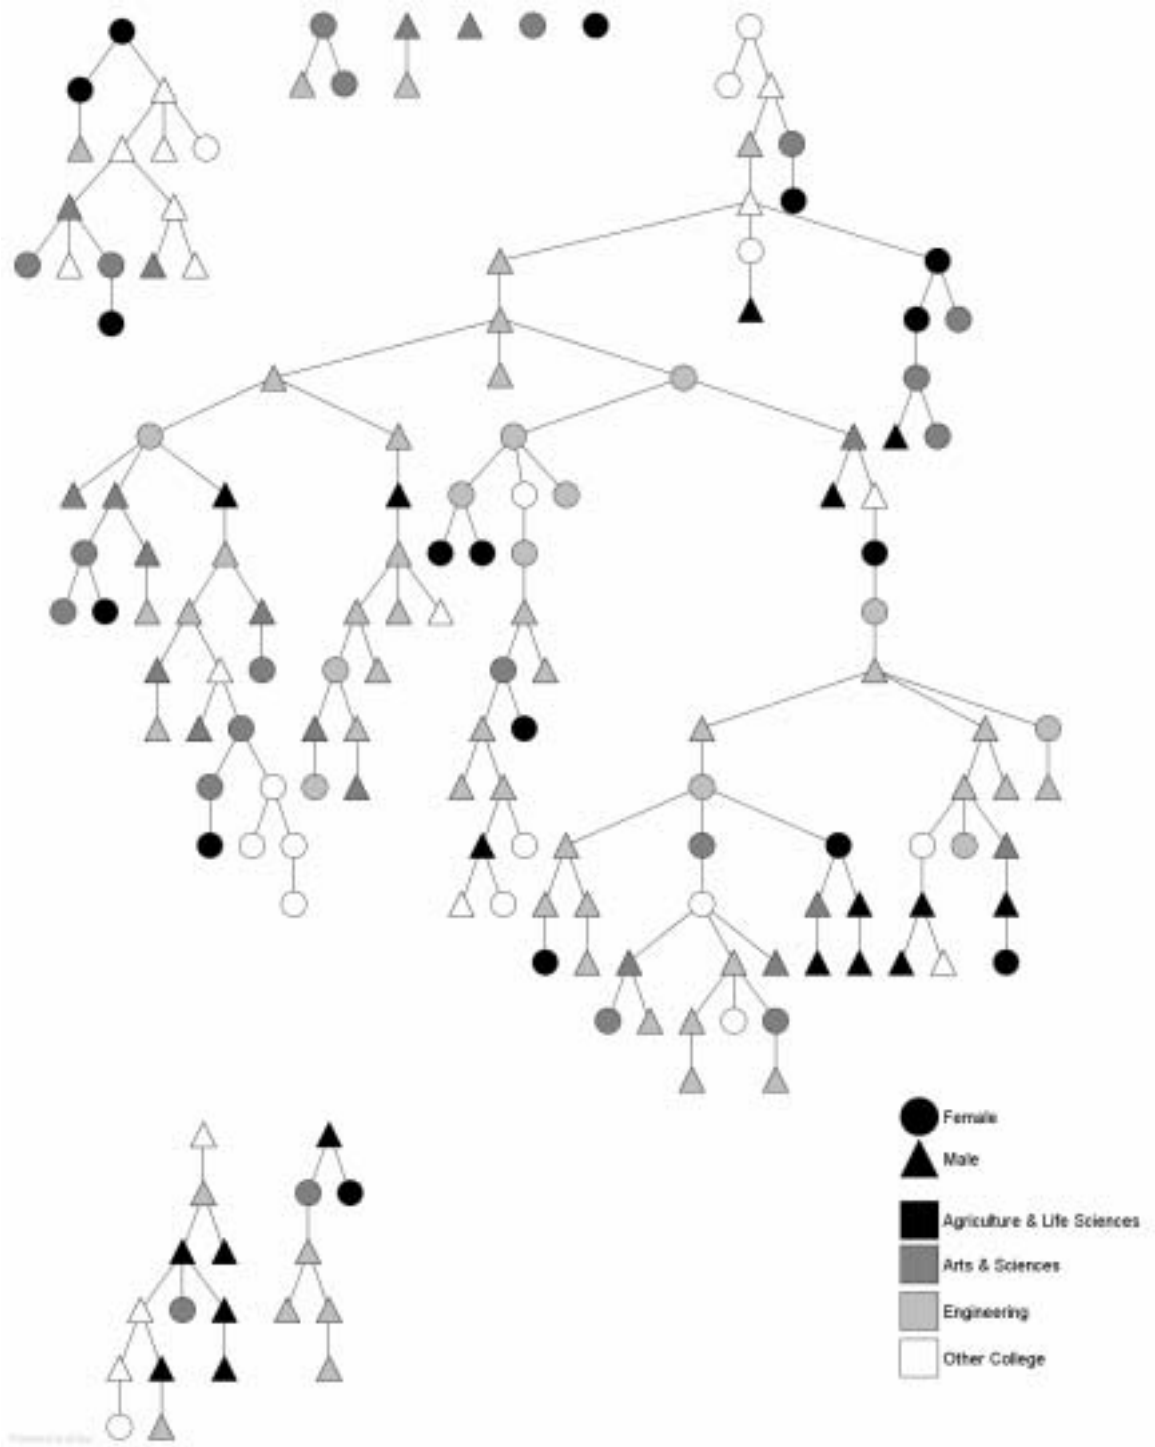 Female
Male
Agriculture & Life Sciences
Arts & Sciences
Engineering
Other College